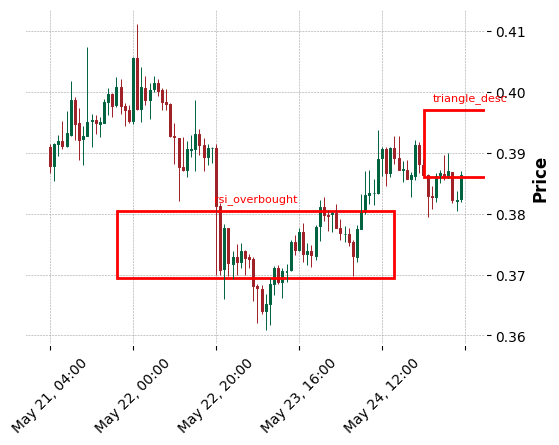 0.41
0.40
triangle_desc
0.39
si_overbought
0.38
0.37
0.36
Price
May 21, 04:00
May 22, 00:00
May 22, 20:00
May 23, 16:00
May 24, 12:00